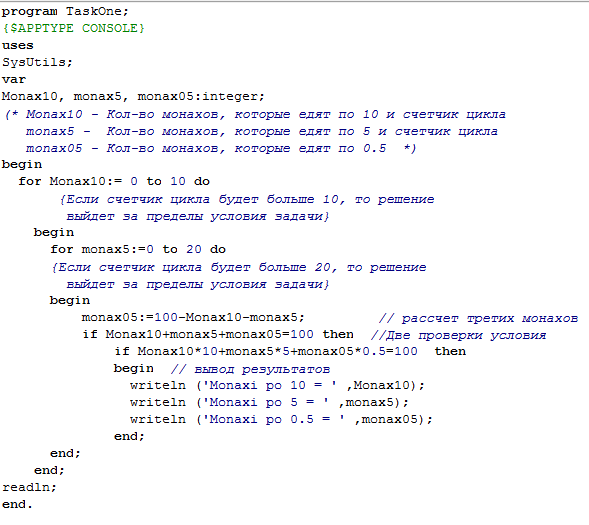 program TaskOne;
{$APPTYPE CONSOLE}
uses
SysUtils;
var
Monax10, monax5, monax05:integer;
(* Monax10 - Кол-во монахов, которые едят по 10 и счетчик цикла
monax5 - Кол-во монахов, которые едят по 5 и счетчик цикла
monax05 - Кол-во монахов, которые едят по 0.5 *)
begin
for Monax10:= 0 to 10 do
{Если счетчик цикла будет больше 10, то решение
выйдет за пределы условия задачи}
begin
for monax5:=0 to 20 do
{Если счетчик цикла будет больше 20, то решение
выйдет за пределы условия задачи}
begin
monax05:=100-Monax10-monax5; // рассчет третих монахов
if Monax10+monax5+monax05=100 then //Две проверки условия
if Monax10*10+monax5*5+monax05*0.5=100 then
begin // вывод результатов
writeln ('Monaxi po 10 = ' ,Monax10);
writeln ('Monaxi po 5 = ' ,monax5);
writeln ('Monaxi po 0.5 = ' ,monax05);
end;
end;
end;
readln;
end.